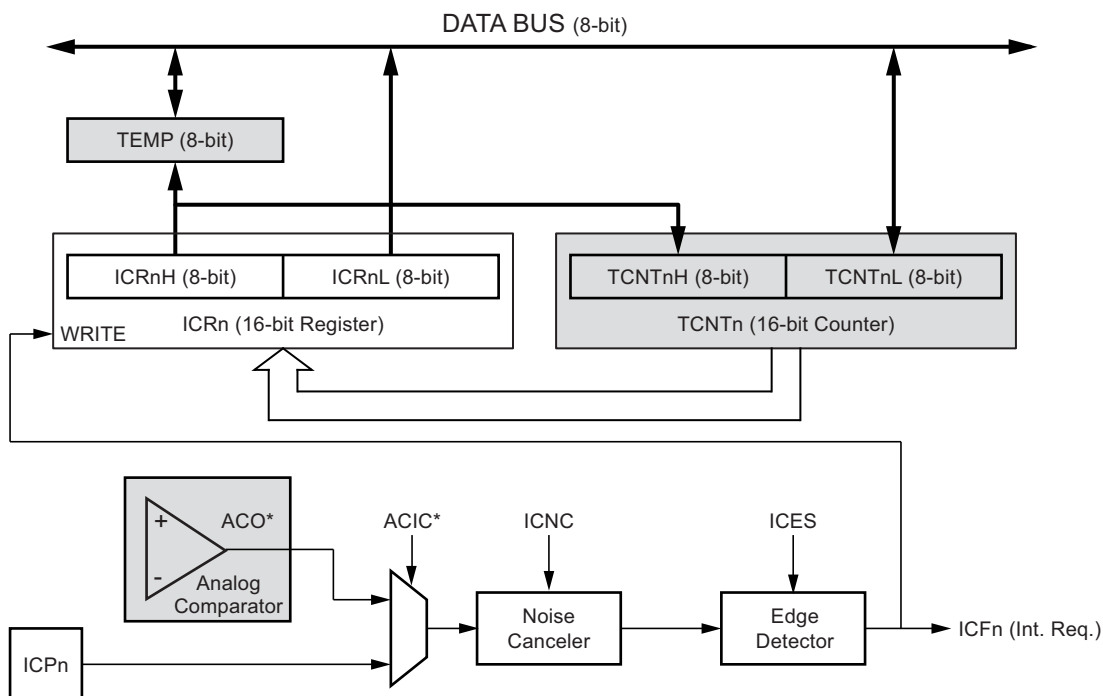 DATA BUS (8-bit)
TEMP (8-bit)
ICRnH (8-bit)
ICRnL (8-bit)
TCNTnH (8-bit)
TCNTnL (8-bit)
WRITE
ICRn (16-bit Register)
TCNTn (16-bit Counter)
+
-
ACO*
Analog
Comparator
ACIC*
ICNC
ICES
ICPn
Noise
Canceler
Edge
Detector
ICFn (Int. Req.)